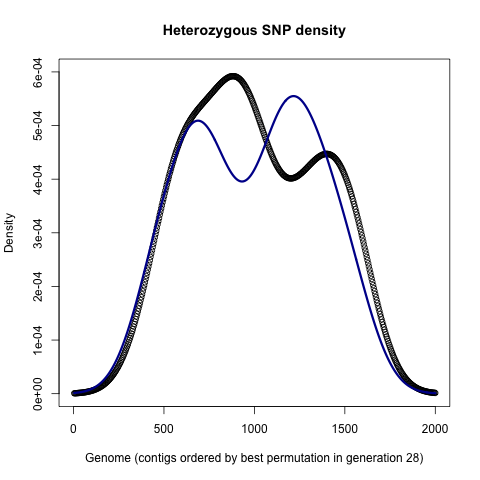 Heterozygous SNP density
6e-04
5e-04
4e-04
3e-04
2e-04
1e-04
0e+00
Density
0 500 1000 1500 2000
Genome (contigs ordered by best permutation in generation 28)